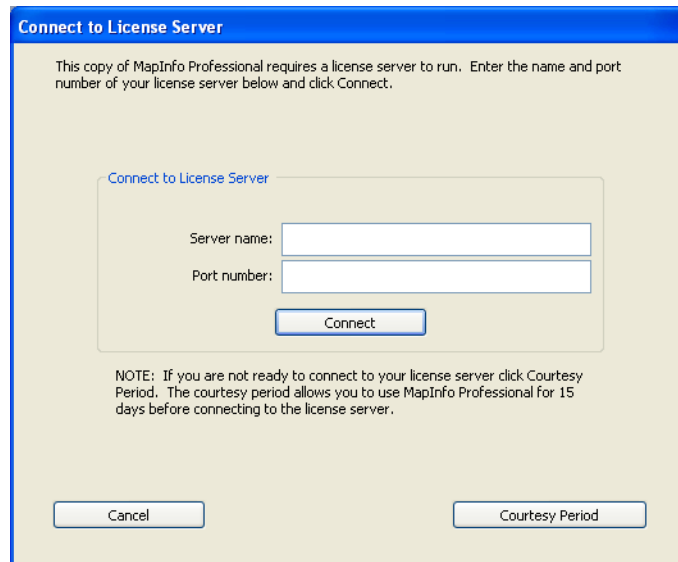 Connect to License Server
This copy of MapInfo Professional requires a license server to run.  Enter the name and port
number of your license server below and click Connect.
Connect to License Server
Server name:
Port number:
Connect
NOTE:  If you are not ready to connect to your license server click Courtesy
Period.  The courtesy period allows you to use MapInfo Professional for 15
days before connecting to the license server.
Cancel
Courtesy Period